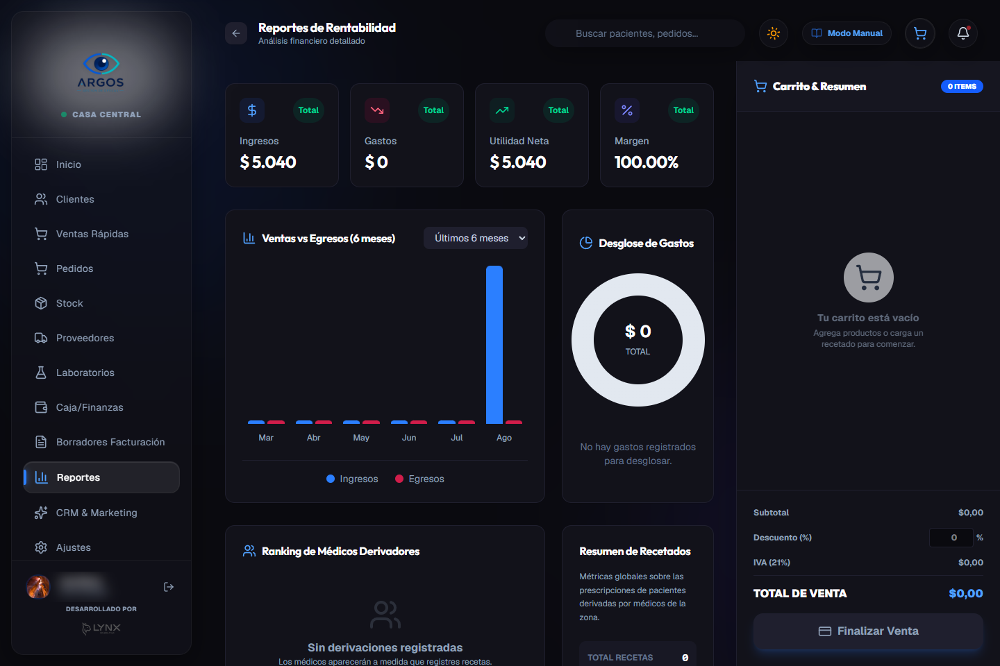 ARGOS
CASA CENTRAL
Inicio
Clientes
Ventas Rápidas
Pedidos
Stock
Proveedores
Laboratorios
Caja/Finanzas
Borradores Facturación
Reportes
CRM & Marketing
Ajustes
DESARROLLADO POR
LYNX
Reportes de Rentabilidad
Análisis financiero detallado
Buscar pacientes, pedidos...
Modo Manual
Total
Ingresos
$ 5.040
Total
Gastos
$ 0
Total
Utilidad Neta
$ 5.040
Total
Margen
100.00%
Ventas vs Egresos (6 meses)
Últimos 6 meses
Mar
Abr
May
Jun
Jul
Ago
Ingresos
Egresos
Desglose de Gastos
$ 0
TOTAL
No hay gastos registrados
para desglosar.
Ranking de Médicos Derivadores
Sin derivaciones registradas
Los médicos aparecerán a medida que registres recetas.
Resumen de Recetados
Métricas globales sobre las
prescripciones de pacientes
derivadas por médicos de la
zona.
TOTAL RECETAS 0
Carrito & Resumen
0 ITEMS
Tu carrito está vacío
Agrega productos o carga un
recetado para comenzar.
Subtotal $0,00
Descuento (%) 0 %
IVA (21%) $0,00
TOTAL DE VENTA $0,00
Finalizar Venta